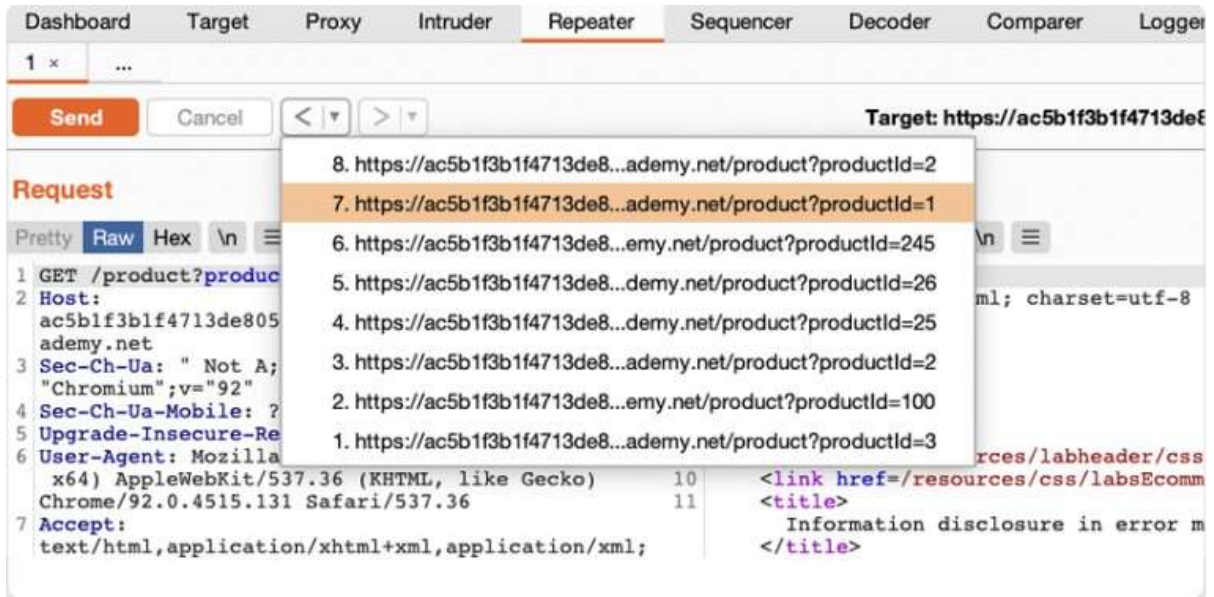 Dashboard Target Proxy Intruder Repeater Sequencer Decoder Comparer Logger
1 × ...
Send Cancel < > Target: https://ac5b1f3b1f4713de8
8. https://ac5b1f3b1f4713de8...ademy.net/product?productId=2
Request
7. https://ac5b1f3b1f4713de8...ademy.net/product?productId=1
Pretty Raw Hex \n
6. https://ac5b1f3b1f4713de8...emy.net/product?productId=245
\n
5. https://ac5b1f3b1f4713de8...demy.net/product?productId=26
4. https://ac5b1f3b1f4713de8...demy.net/product?productId=25
3. https://ac5b1f3b1f4713de8...ademy.net/product?productId=2
2. https://ac5b1f3b1f4713de8...emy.net/product?productId=100
1. https://ac5b1f3b1f4713de8...ademy.net/product?productId=3
1 GET /product?produc
2 Host:
ac5b1f3b1f4713de805
ademy.net
3 Sec-Ch-Ua: " Not A;
"Chromium";v="92"
4 Sec-Ch-Ua-Mobile: ?
5 Upgrade-Insecure-Re
6 User-Agent: Mozilla
x64) AppleWebKit/537.36 (KHTML, like Gecko)
Chrome/92.0.4515.131 Safari/537.36
7 Accept:
text/html,application/xhtml+xml,application/xml;
ml; charset=utf-8
rces/labheader/css
10 <link href=/resources/css/labsEcomm
11 <title>
Information disclosure in error m
</title>